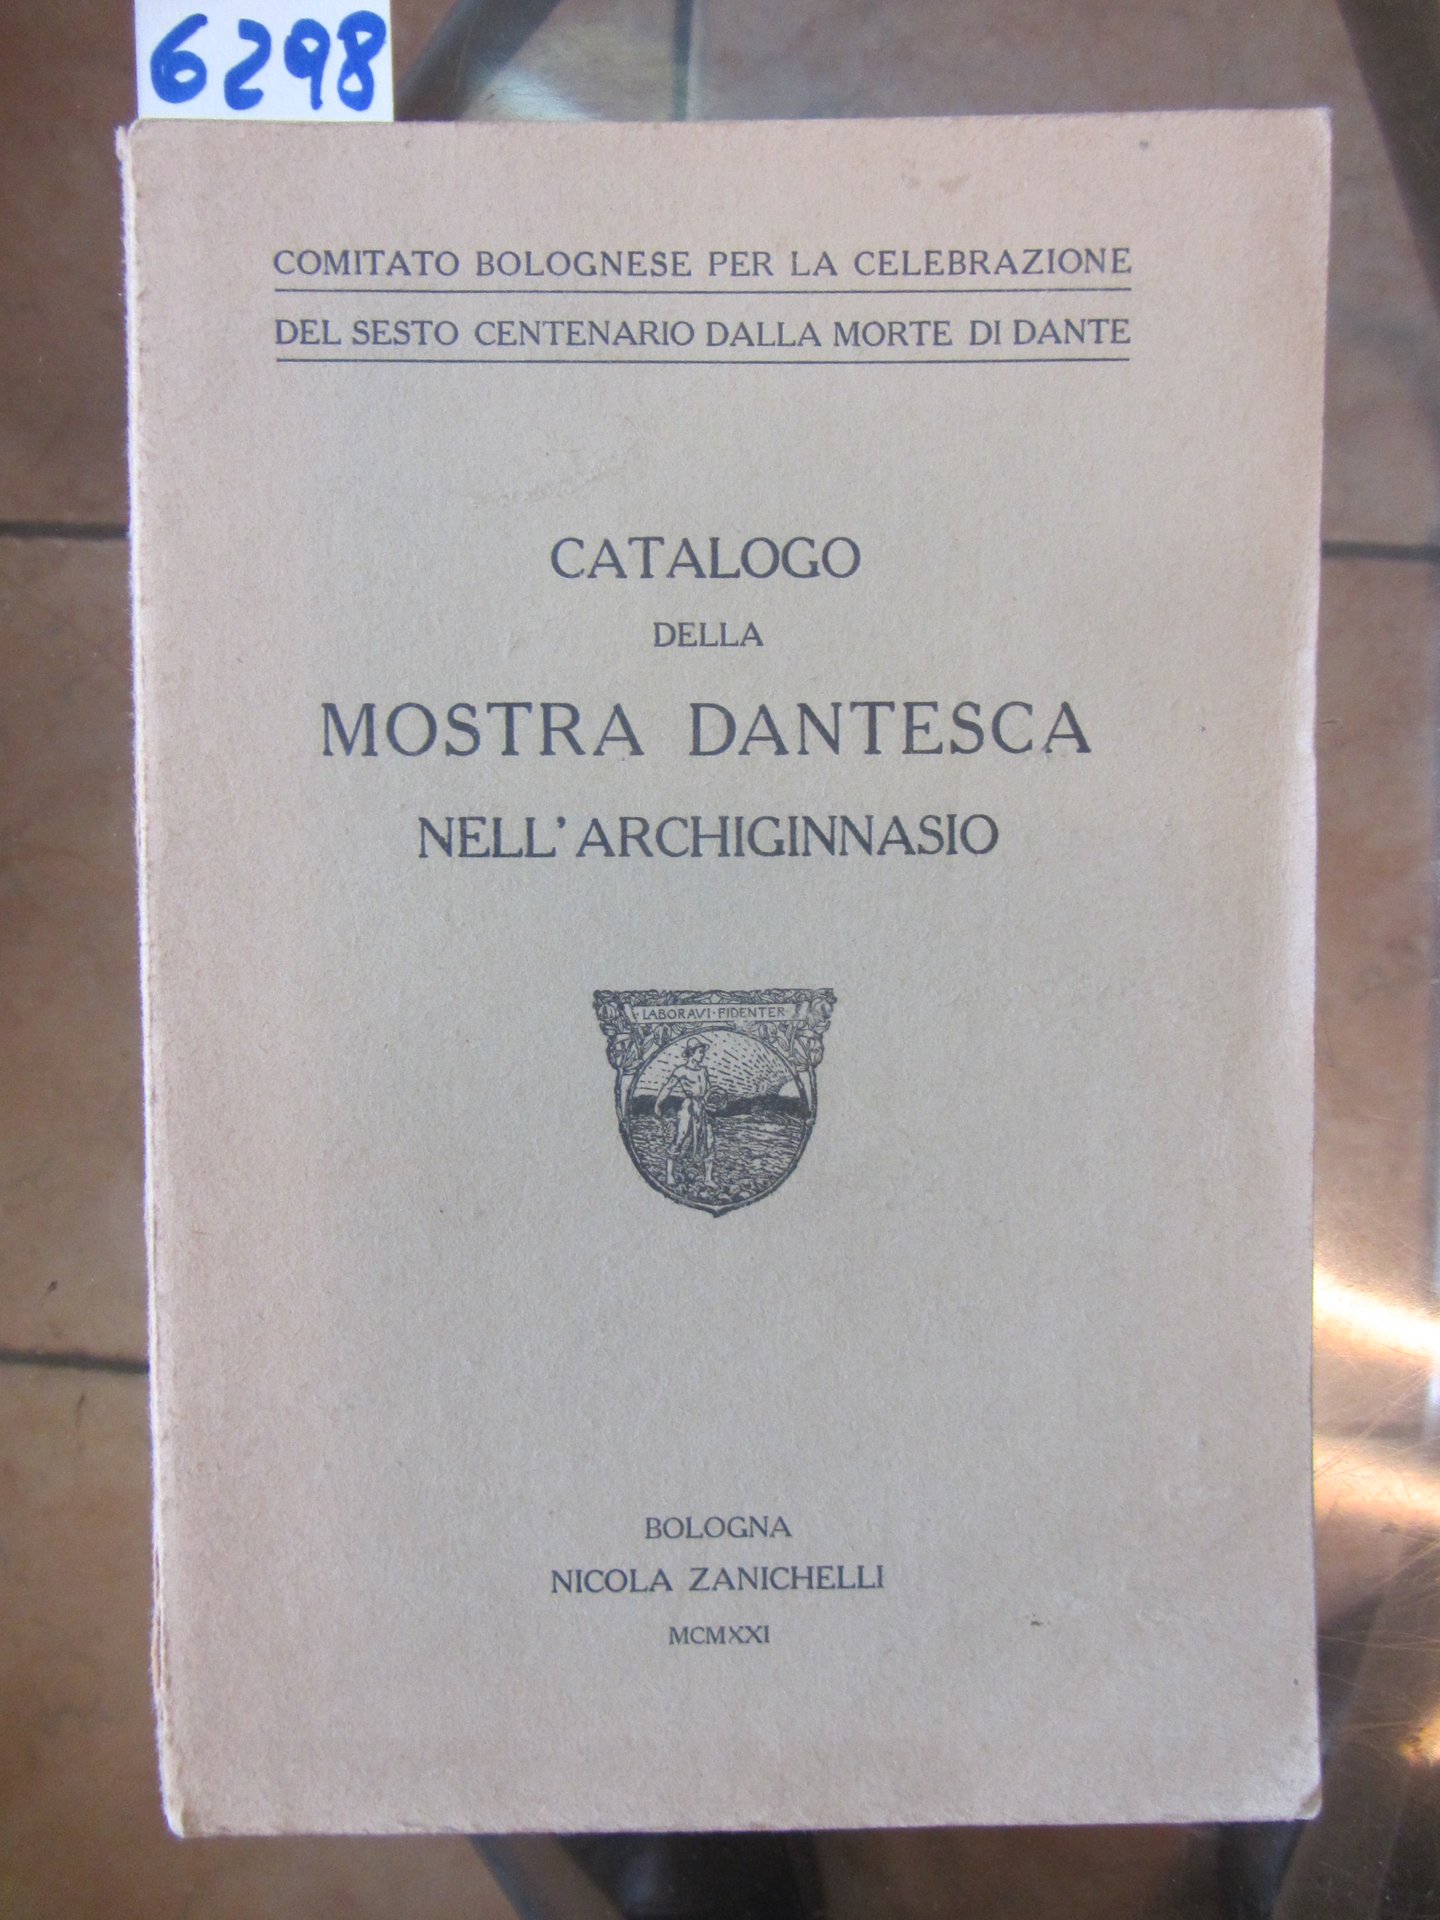 6298
COMITATO BOLOGNESE PER LA CELEBRAZIONE
DEL SESTO CENTENARIO DALLA MORTE DI DANTE
CATALOGO
DELLA
MOSTRA DANTESCA
NELL'ARCHIGINNASIO
·LABORAVI·FIDENTER·
BOLOGNA
NICOLA ZANICHELLI
MCMXXI